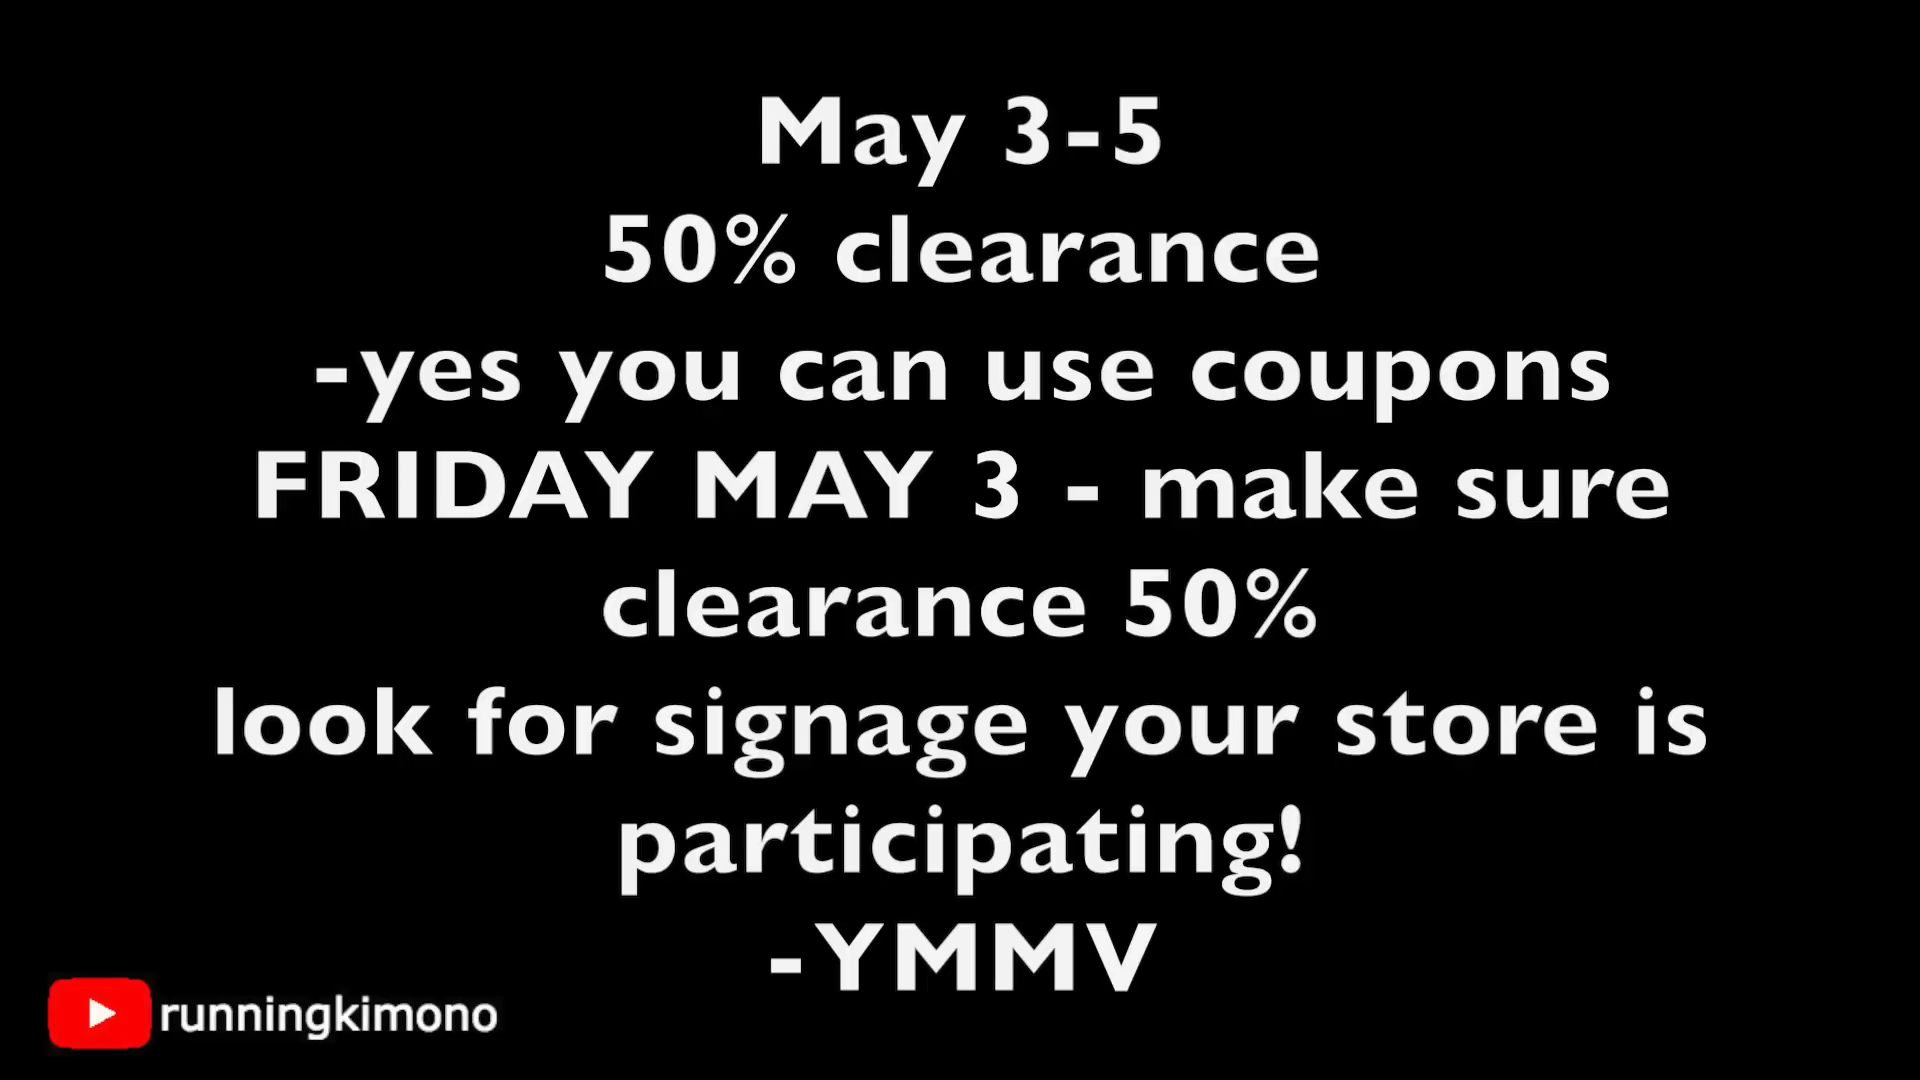 May 3-5
50% clearance
-yes you can use coupons
FRIDAY MAY 3 - make sure
clearance 50%
look for signage your store is
participating!
-YMMV
runningkimono